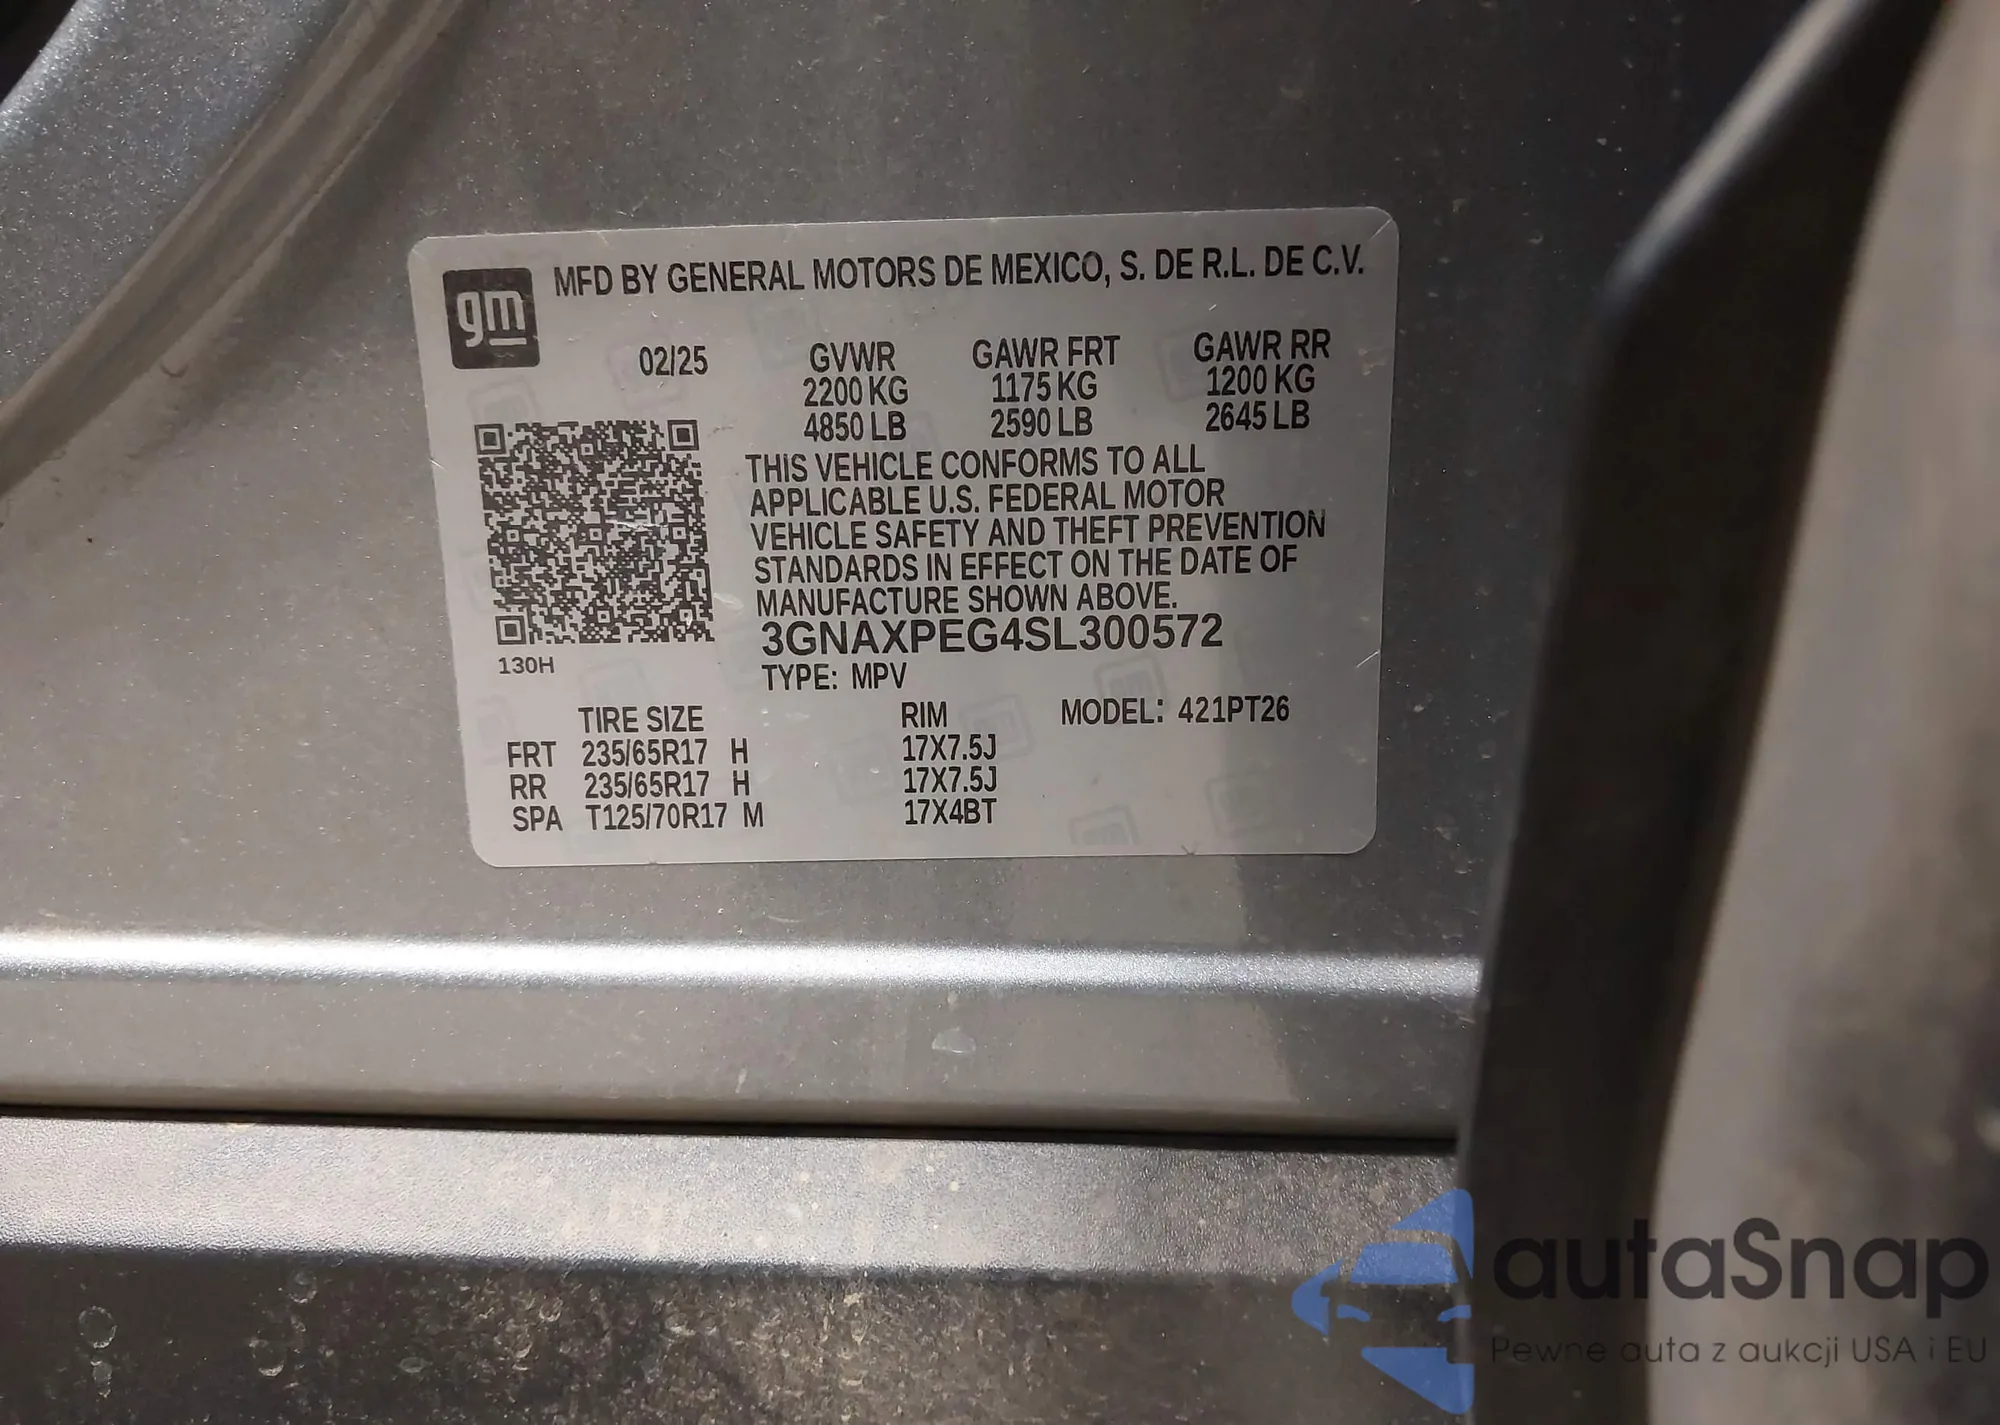 gm
MFD BY GENERAL MOTORS DE MEXICO, S. DE R.L. DE C.V.
02/25 GVWR GAWR FRT GAWR RR
2200 KG 1175 KG 1200 KG
4850 LB 2590 LB 2645 LB
THIS VEHICLE CONFORMS TO ALL
APPLICABLE U.S. FEDERAL MOTOR
VEHICLE SAFETY AND THEFT PREVENTION
STANDARDS IN EFFECT ON THE DATE OF
MANUFACTURE SHOWN ABOVE.
3GNAXPEG4SL300572
130H
TYPE: MPV
TIRE SIZE RIM MODEL: 421PT26
FRT 235/65R17 H 17X7.5J
RR 235/65R17 H 17X7.5J
SPA T125/70R17 M 17X4BT
autaSnap
Pewne auta z aukcji USA i EU